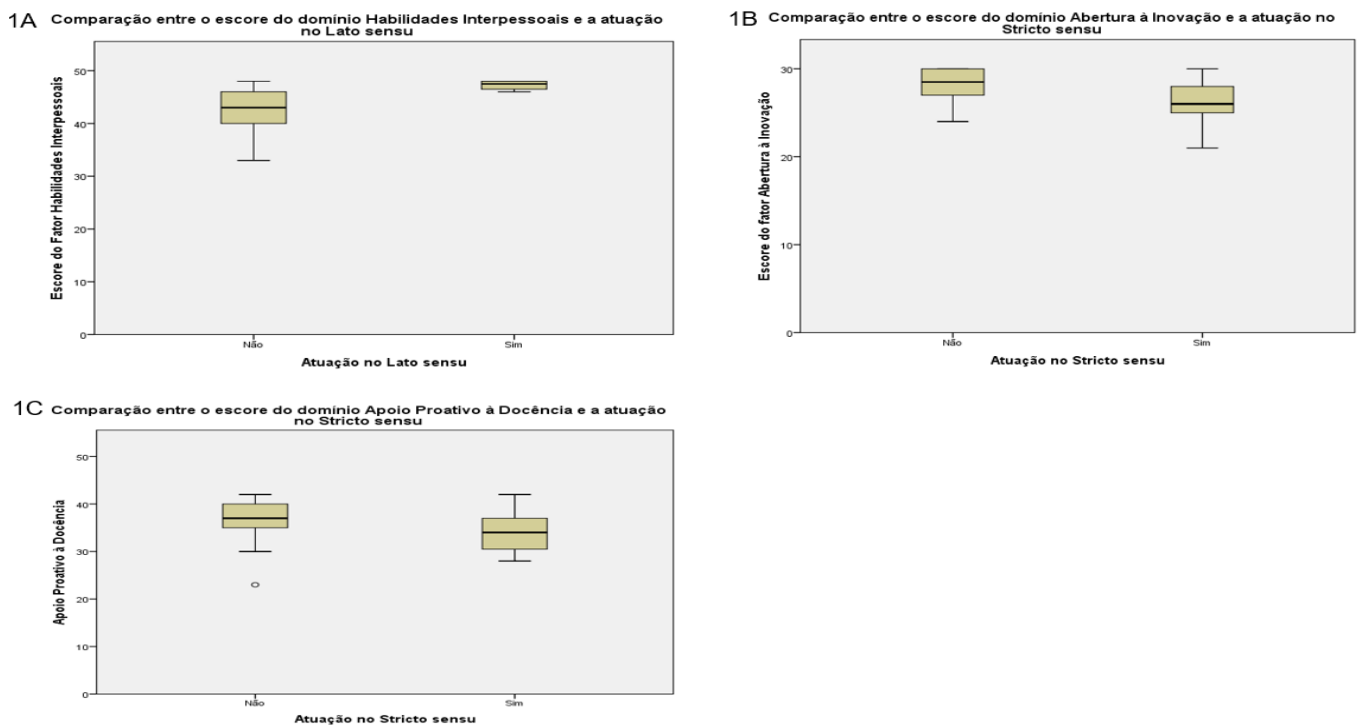 1A Comparação entre o escore do domínio Habilidades Interpessoais e a atuação
no Lato sensu
Escore do Fator Habilidades Interpessoais
50
40
30
20
10
0
Não
Sim
Atuação no Lato sensu
1B Comparação entre o escore do domínio Abertura à Inovação e a atuação no
Stricto sensu
Escore do fator Abertura à Inovação
30
20
10
0
Não
Sim
Atuação no Stricto sensu
1C Comparação entre o escore do domínio Apoio Proativo à Docência e a atuação
no Stricto sensu
Apoio Proativo à Docência
50
40
30
20
10
0
Não
Sim
Atuação no Stricto sensu